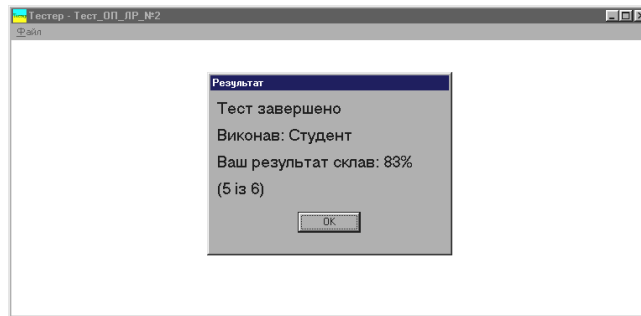 Тестер - Тест_ОП_ЛР_№2
Файл
Результат
Тест завершено
Виконав: Студент
Ваш результат склав: 83%
(5 із 6)
OK